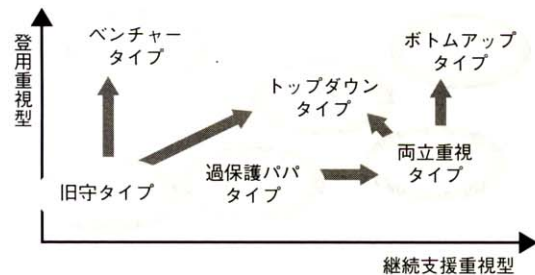 登用重視型
ベンチャー
タイプ
ボトムアップ
タイプ
トップダウン
タイプ
旧守タイプ
過保護パパ
タイプ
両立重視
タイプ
継続支援重視型